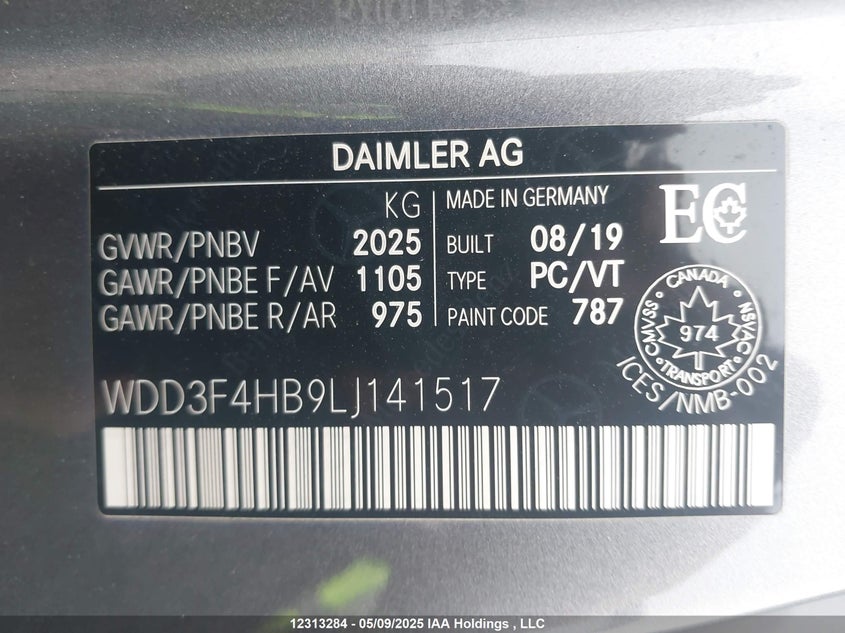 DAIMLER AG
KG
GVWR/PNBV 2025
GAWR/PNBE F/AV 1105
GAWR/PNBE R/AR 975
MADE IN GERMANY
BUILT 08/19
TYPE PC/VT
PAINT CODE 787
EC
CANADA
CMVSS 974 NSVAC
TRANSPORT
ICES/NMB-002
WDD3F4HB9LJ141517
12313284 - 05/09/2025 IAA Holdings , LLC